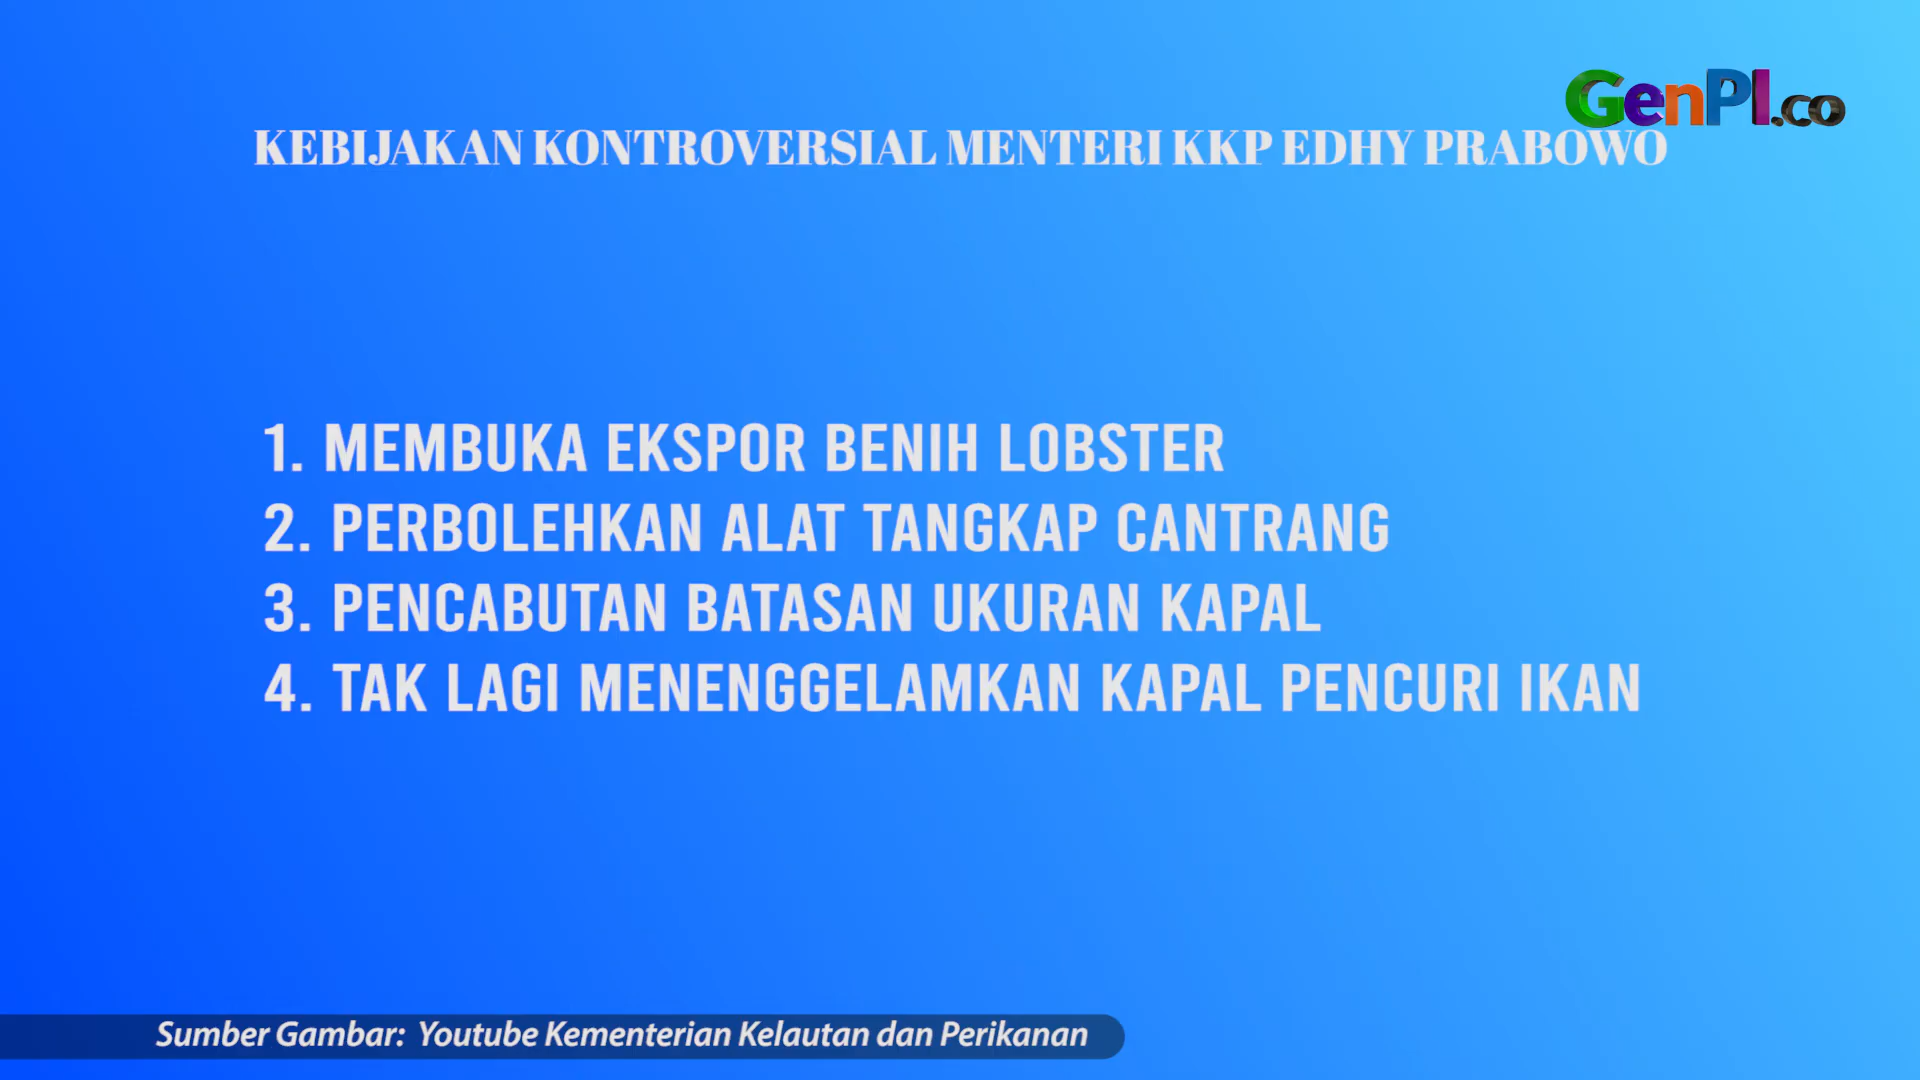 GenPI.co
KEBIJAKAN KONTROVERSIAL MENTERI KKP EDHY PRABOWO
1. MEMBUKA EKSPOR BENIH LOBSTER
2. PERBOLEHKAN ALAT TANGKAP CANTRANG
3. PENCABUTAN BATASAN UKURAN KAPAL
4. TAK LAGI MENENGGELAMKAN KAPAL PENCURI IKAN
Sumber Gambar: Youtube Kementerian Kelautan dan Perikanan